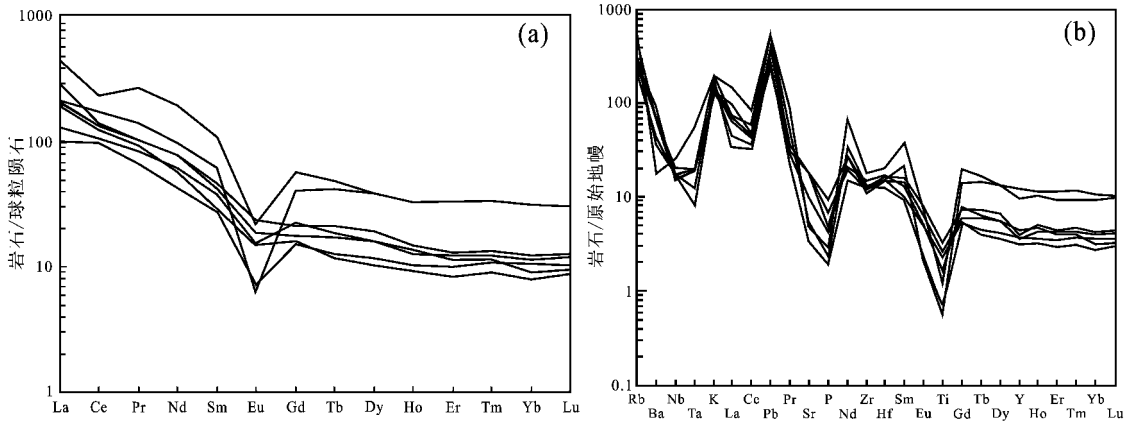 1000
(a)
100
10
1
岩石/球粒陨石
La Ce Pr Nd Sm Eu Gd Tb Dy Ho Er Tm Yb Lu
1000
(b)
100
10
1
0.1
岩石/原始地幔
Rb Nb K Ce Pr P Zr Sm Ti Tb Y Er Yb
Ba Ta La Pb Sr Nd Hf Eu Gd Dy Ho Tm Lu